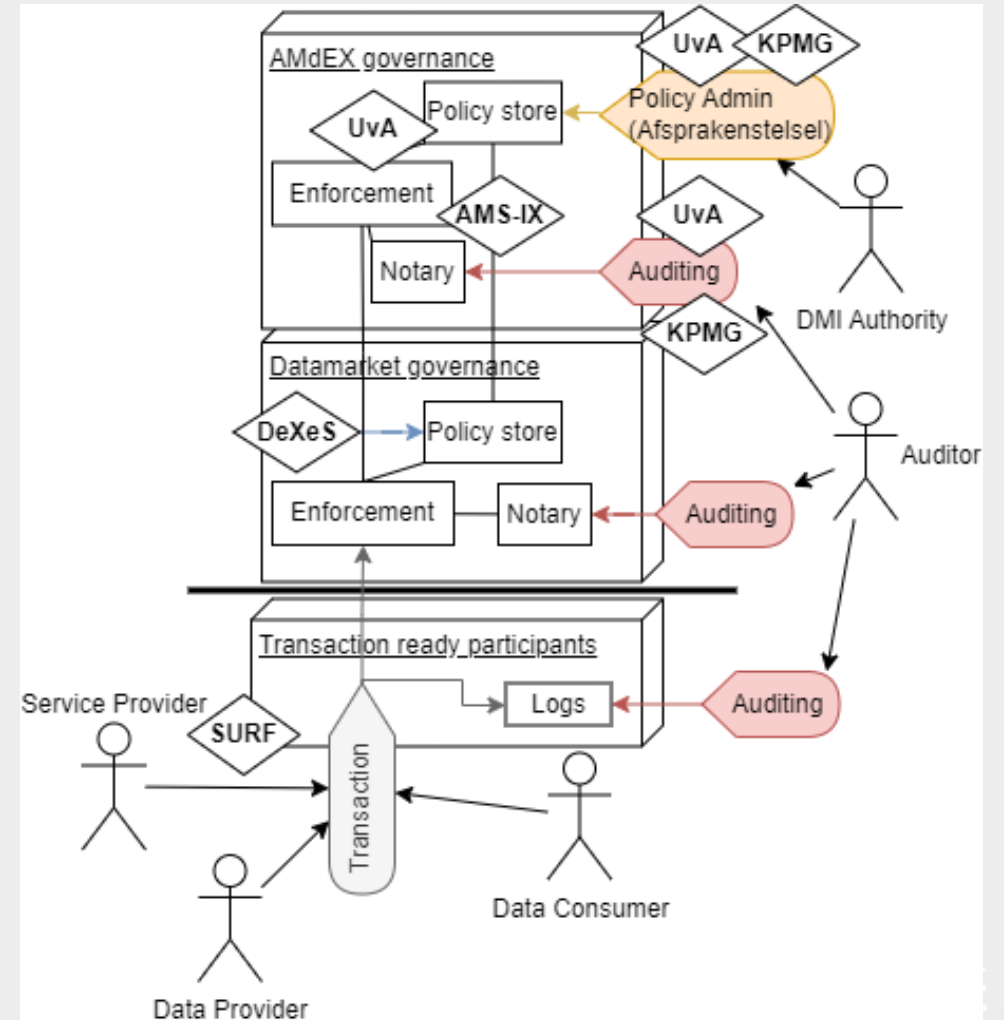 UvA
KPMG
AMdEX governance
Policy store
Policy Admin
(Afsprakenstelsel)
UvA
Enforcement
AMS-IX
UvA
Notary
Auditing
DMI Authority
KPMG
Datamarket governance
DeXeS
Policy store
Auditor
Enforcement
Notary
Auditing
Transaction ready participants
Service Provider
Logs
Auditing
SURF
Transaction
Data Consumer
Data Provider